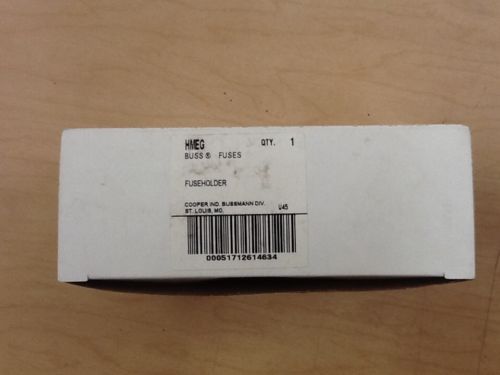 HMEG QTY. 1
BUSS® FUSES
FUSEHOLDER
COOPER IND. BUSSMANN DIV.
ST. LOUIS, MO. U45
00051712614634